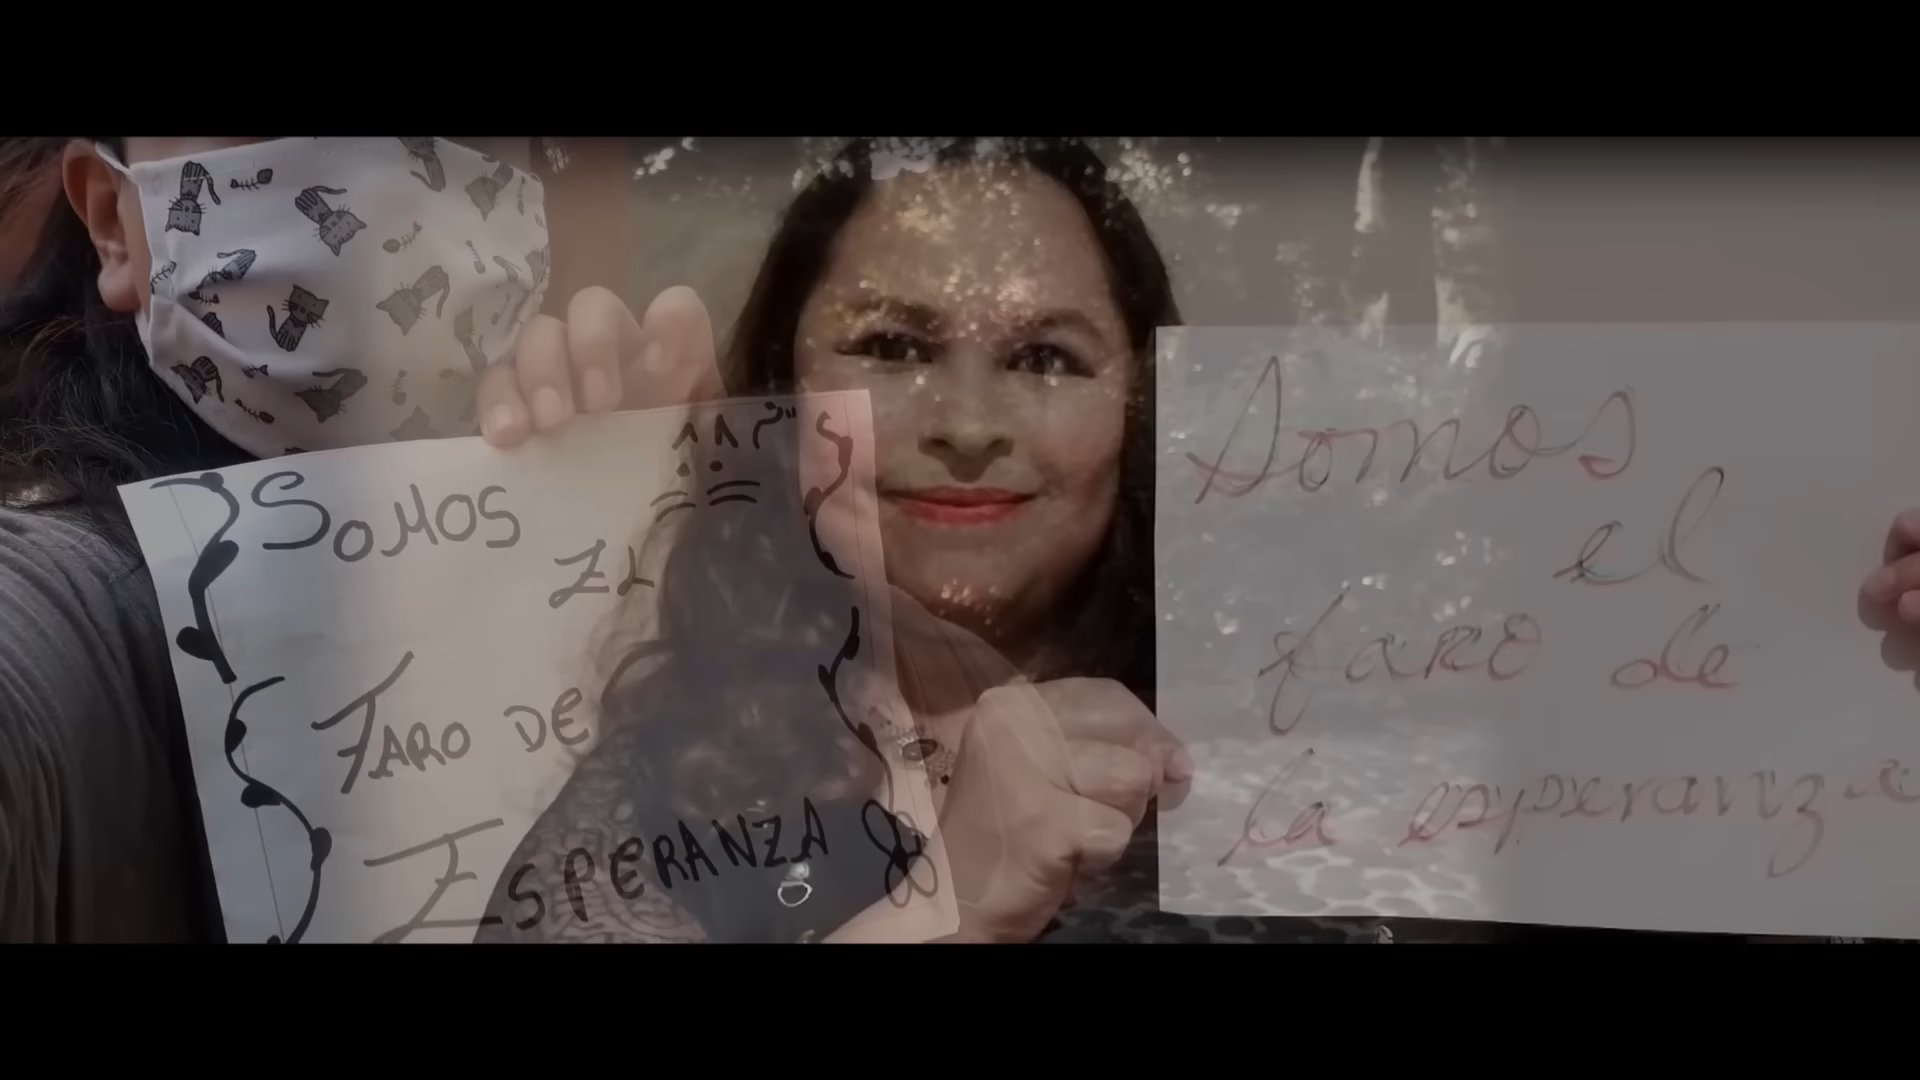 SOMOS
EL
FARO DE
ESPERANZA
Somos
el
faro de
la esperanza